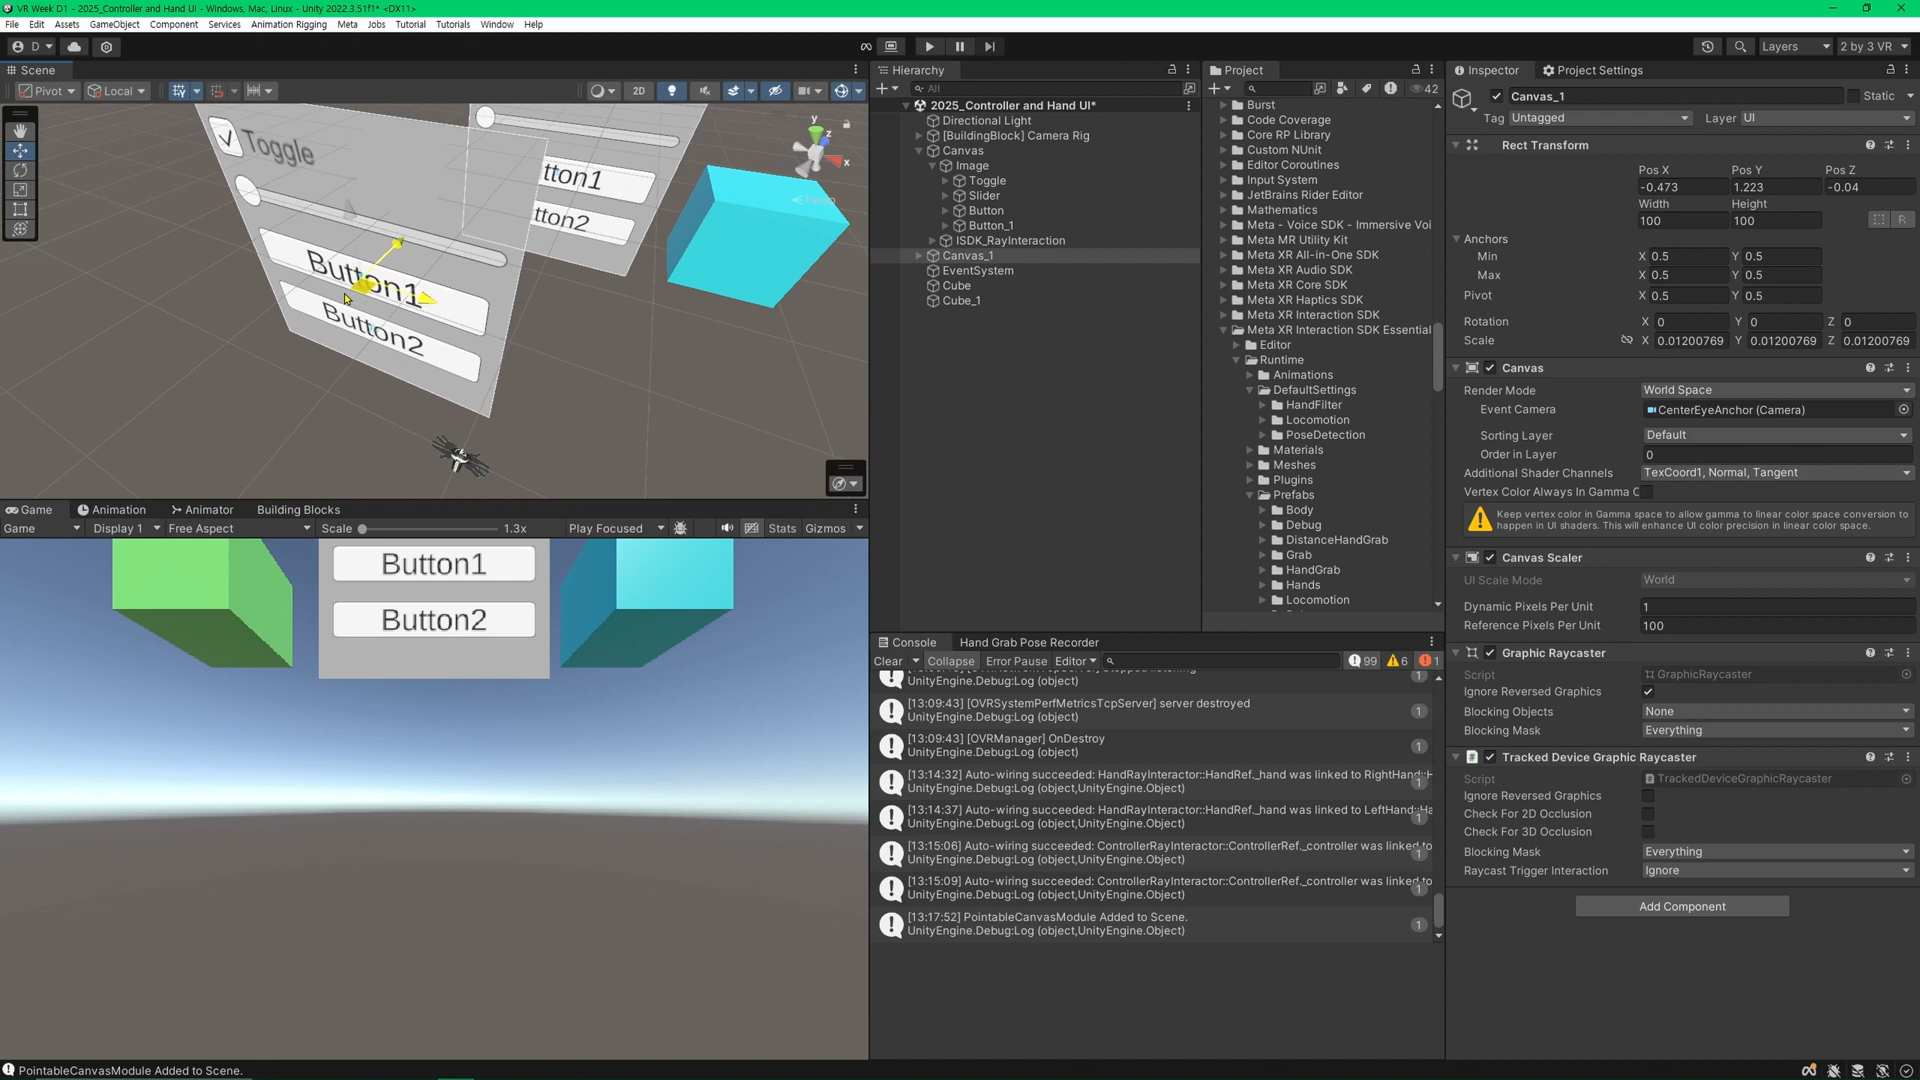 VR Week D1 - 2025_Controller and Hand UI - Windows, Mac, Linux - Unity 2022.3.51f1* <DX11>
File Edit Assets GameObject Component Services Animation Rigging Meta Jobs Tutorial Tutorials Window Help
D Layers 2 by 3 VR
Scene
Pivot Local 2D
Toggle
Button1
Button2
tton1
tton2
y
z
x
Persp
Game Animation Animator Building Blocks
Game Display 1 Free Aspect Scale 1.3x Play Focused Stats Gizmos
Button1
Button2
Hierarchy
All
2025_Controller and Hand UI*
Directional Light
[BuildingBlock] Camera Rig
Canvas
Image
Toggle
Slider
Button
Button_1
ISDK_RayInteraction
Canvas_1
EventSystem
Cube
Cube_1
Project
42
Burst
Code Coverage
Core RP Library
Custom NUnit
Editor Coroutines
Input System
JetBrains Rider Editor
Mathematics
Meta - Voice SDK - Immersive Voi
Meta MR Utility Kit
Meta XR All-in-One SDK
Meta XR Audio SDK
Meta XR Core SDK
Meta XR Haptics SDK
Meta XR Interaction SDK
Meta XR Interaction SDK Essential
Editor
Runtime
Animations
DefaultSettings
HandFilter
Locomotion
PoseDetection
Materials
Meshes
Plugins
Prefabs
Body
Debug
DistanceHandGrab
Grab
HandGrab
Hands
Locomotion
Console Hand Grab Pose Recorder
Clear Collapse Error Pause Editor 99 6 1
UnityEngine.Debug:Log (object) 1
[13:09:43] [OVRSystemPerfMetricsTcpServer] server destroyed
UnityEngine.Debug:Log (object) 1
[13:09:43] [OVRManager] OnDestroy
UnityEngine.Debug:Log (object) 1
[13:14:32] Auto-wiring succeeded: HandRayInteractor::HandRef._hand was linked to RightHand::H
UnityEngine.Debug:Log (object,UnityEngine.Object) 1
[13:14:37] Auto-wiring succeeded: HandRayInteractor::HandRef._hand was linked to LeftHand::Ha
UnityEngine.Debug:Log (object,UnityEngine.Object) 1
[13:15:06] Auto-wiring succeeded: ControllerRayInteractor::ControllerRef._controller was linked to
UnityEngine.Debug:Log (object,UnityEngine.Object) 1
[13:15:09] Auto-wiring succeeded: ControllerRayInteractor::ControllerRef._controller was linked to
UnityEngine.Debug:Log (object,UnityEngine.Object) 1
[13:17:52] PointableCanvasModule Added to Scene.
UnityEngine.Debug:Log (object,UnityEngine.Object) 1
Inspector Project Settings
Canvas_1 Static
Tag Untagged Layer UI
Rect Transform
Pos X Pos Y Pos Z
-0.473 1.223 -0.04
Width Height
100 100 R
Anchors
Min X 0.5 Y 0.5
Max X 0.5 Y 0.5
Pivot X 0.5 Y 0.5
Rotation X 0 Y 0 Z 0
Scale X 0.01200769 Y 0.01200769 Z 0.01200769
Canvas
Render Mode World Space
Event Camera CenterEyeAnchor (Camera)
Sorting Layer Default
Order in Layer 0
Additional Shader Channels TexCoord1, Normal, Tangent
Vertex Color Always In Gamma C
Keep vertex color in Gamma space to allow gamma to linear color space conversion to
happen in UI shaders. This will enhance UI color precision in linear color space.
Canvas Scaler
UI Scale Mode World
Dynamic Pixels Per Unit 1
Reference Pixels Per Unit 100
Graphic Raycaster
Script GraphicRaycaster
Ignore Reversed Graphics
Blocking Objects None
Blocking Mask Everything
Tracked Device Graphic Raycaster
Script TrackedDeviceGraphicRaycaster
Ignore Reversed Graphics
Check For 2D Occlusion
Check For 3D Occlusion
Blocking Mask Everything
Raycast Trigger Interaction Ignore
Add Component
PointableCanvasModule Added to Scene.